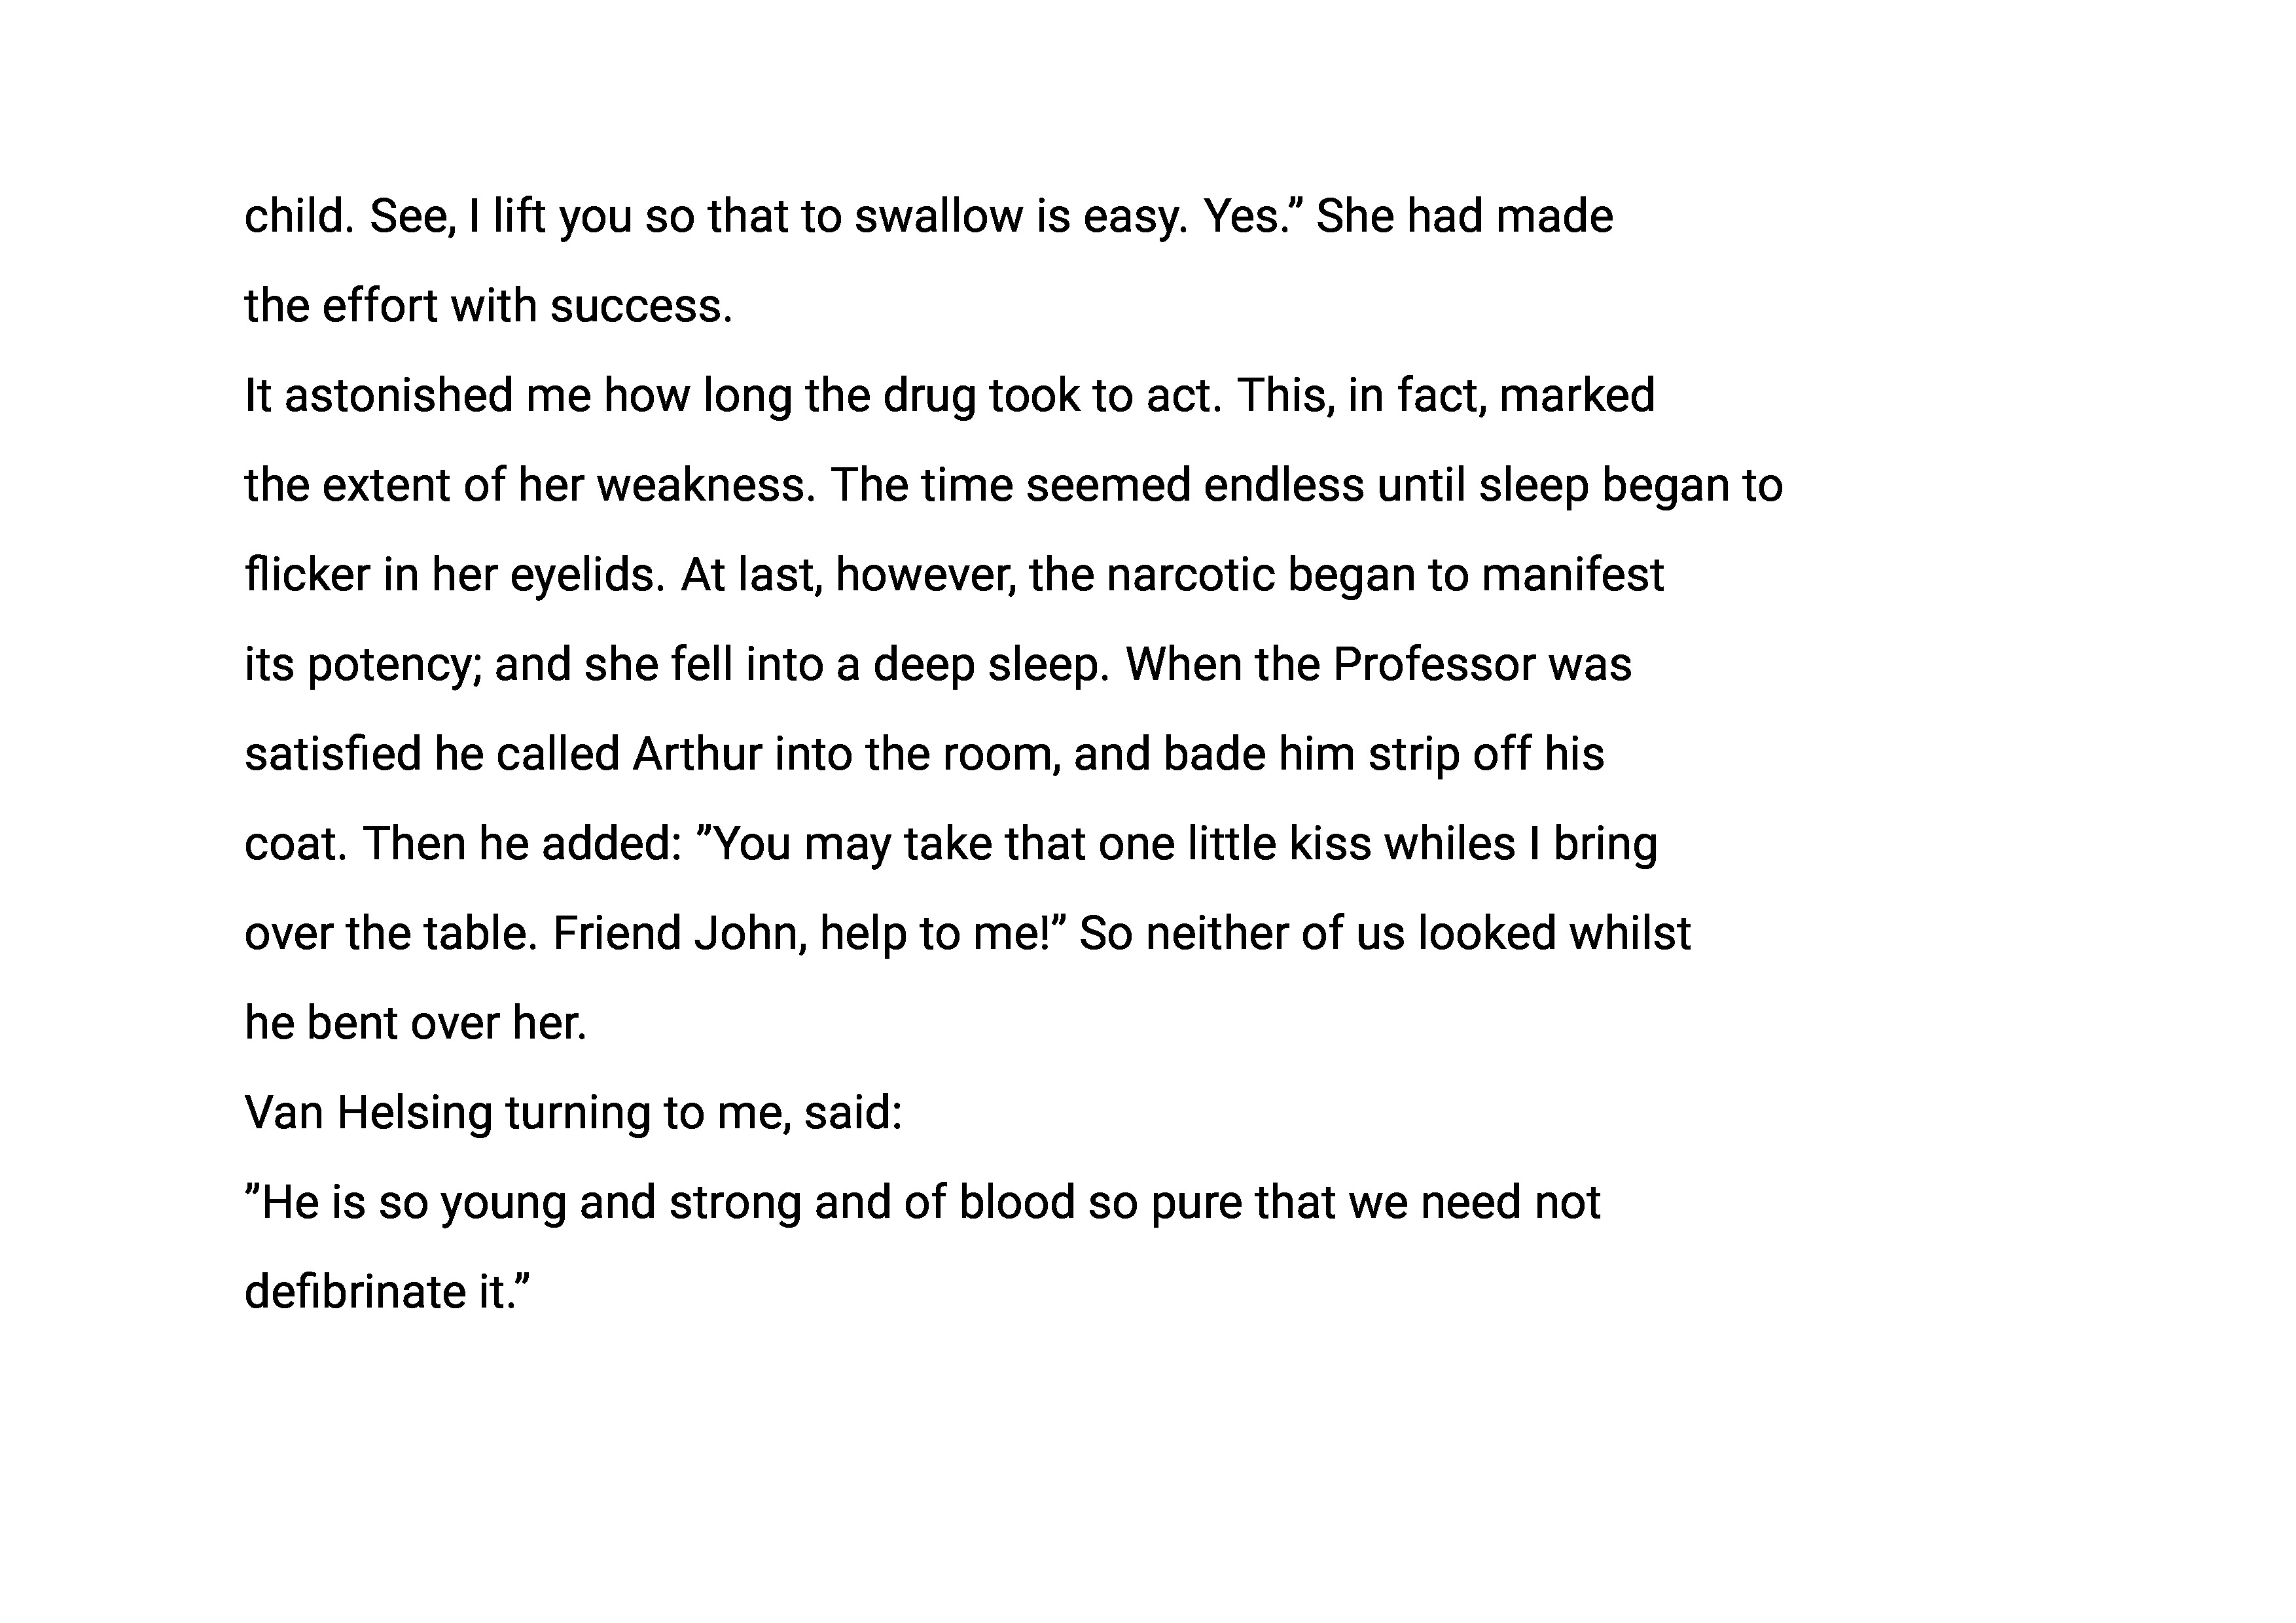 child. See, I lift you so that to swallow is easy. Yes.” She had made
the effort with success.
It astonished me how long the drug took to act. This, in fact, marked
the extent of her weakness. The time seemed endless until sleep began to
flicker in her eyelids. At last, however, the narcotic began to manifest
its potency; and she fell into a deep sleep. When the Professor was
satisfied he called Arthur into the room, and bade him strip off his
coat. Then he added: ”You may take that one little kiss whiles I bring
over the table. Friend John, help to me!” So neither of us looked whilst
he bent over her.
Van Helsing turning to me, said:
”He is so young and strong and of blood so pure that we need not
defibrinate it.”